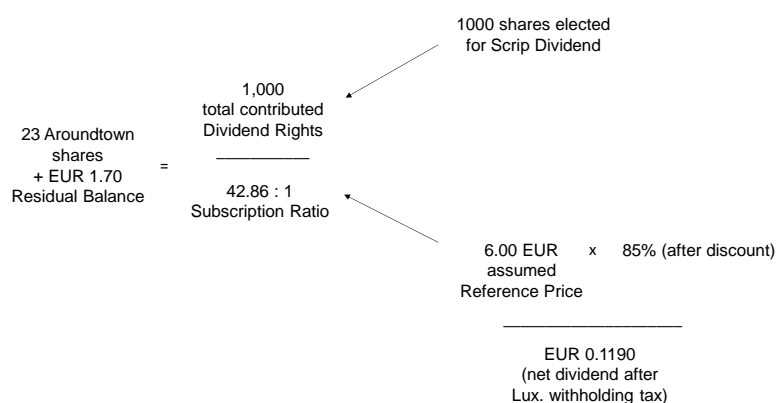 1000 shares elected
for Scrip Dividend
1,000
total contributed
Dividend Rights
23 Aroundtown
shares
+ EUR 1.70
Residual Balance
=
42.86 : 1
Subscription Ratio
6.00 EUR x 85% (after discount)
assumed
Reference Price
EUR 0.1190
(net dividend after
Lux. withholding tax)